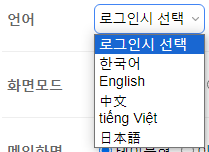 언어 로그인시 선택
로그인시 선택
한국어
English
中文
tiếng Việt
日本語
화면모드